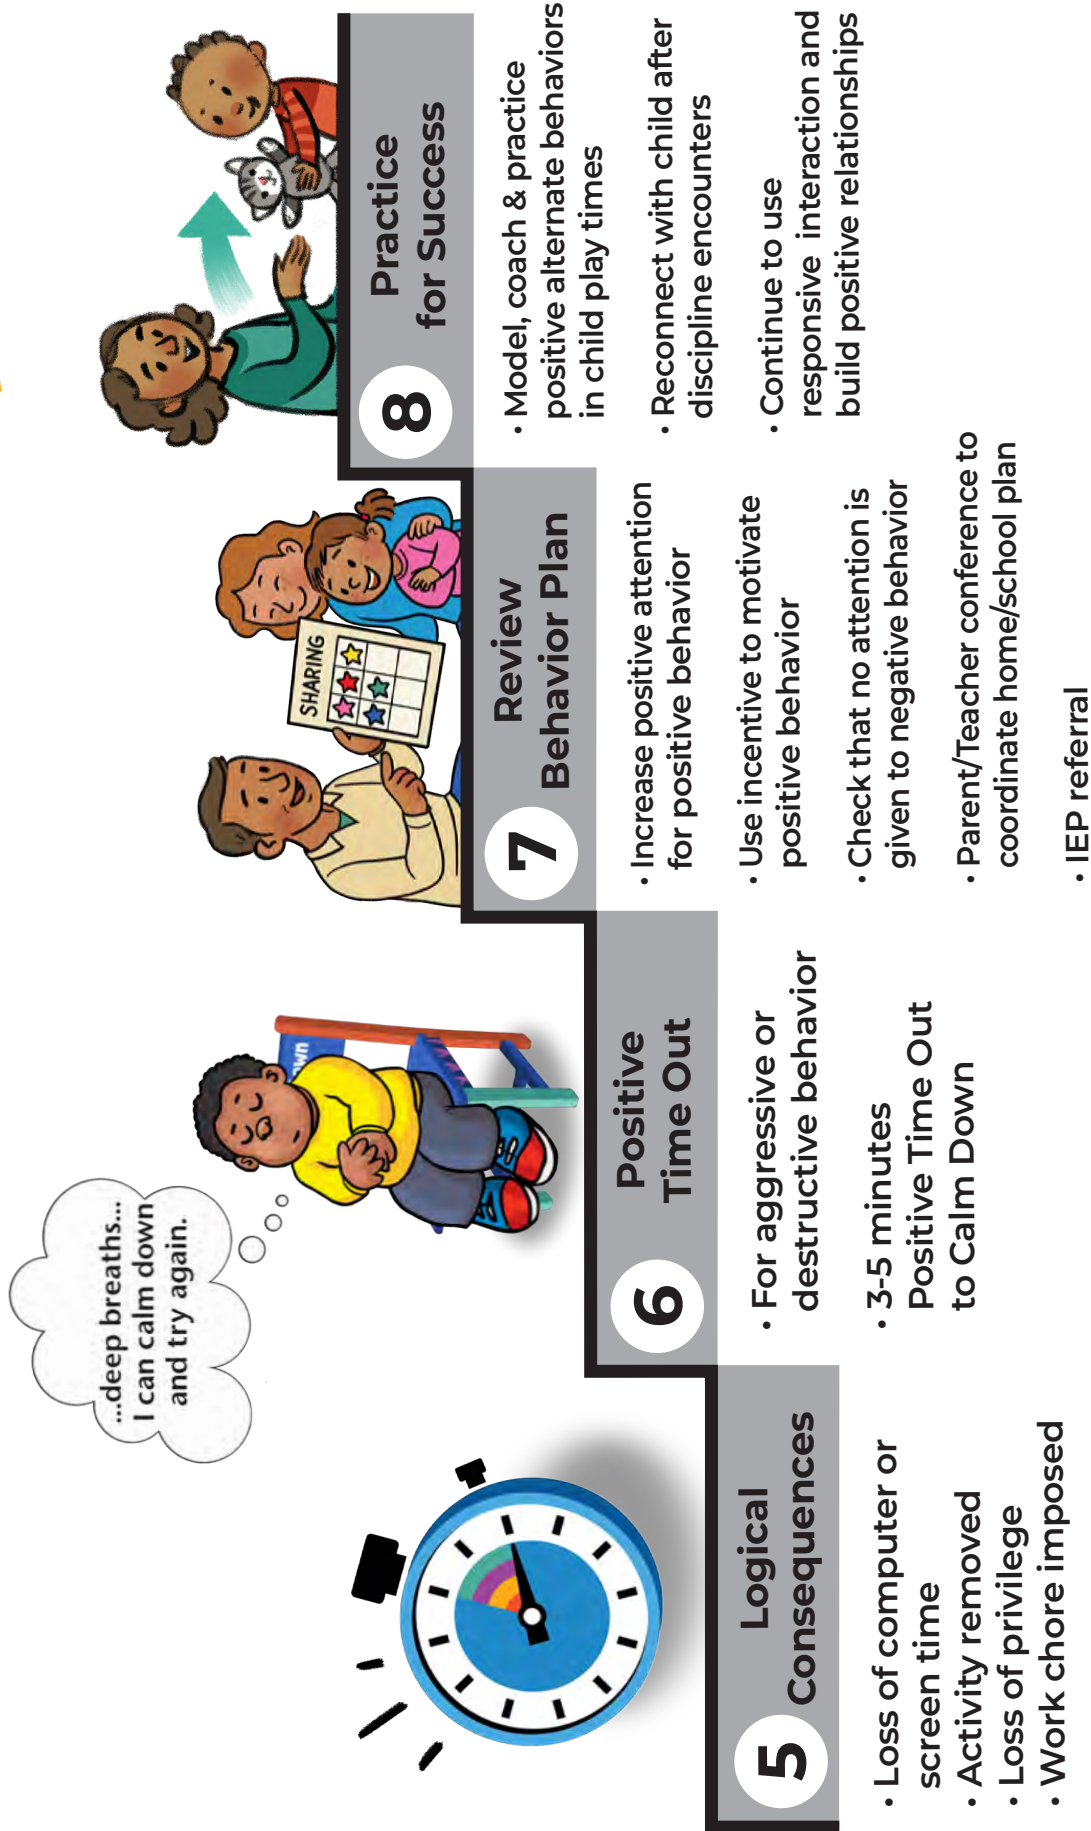 ...deep breaths...
I can calm down
and try again.
5
Logical
Consequences
• Loss of computer or
screen time
• Activity removed
• Loss of privilege
• Work chore imposed
6
Positive
Time Out
• For aggressive or
destructive behavior
• 3-5 minutes
Positive Time Out
to Calm Down
SHARING
7
Review
Behavior Plan
• Increase positive attention
for positive behavior
• Use incentive to motivate
positive behavior
• Check that no attention is
given to negative behavior
• Parent/Teacher conference to
coordinate home/school plan
• IEP referral
8
Practice
for Success
• Model, coach & practice
positive alternate behaviors
in child play times
• Reconnect with child after
discipline encounters
• Continue to use
responsive interaction and
build positive relationships